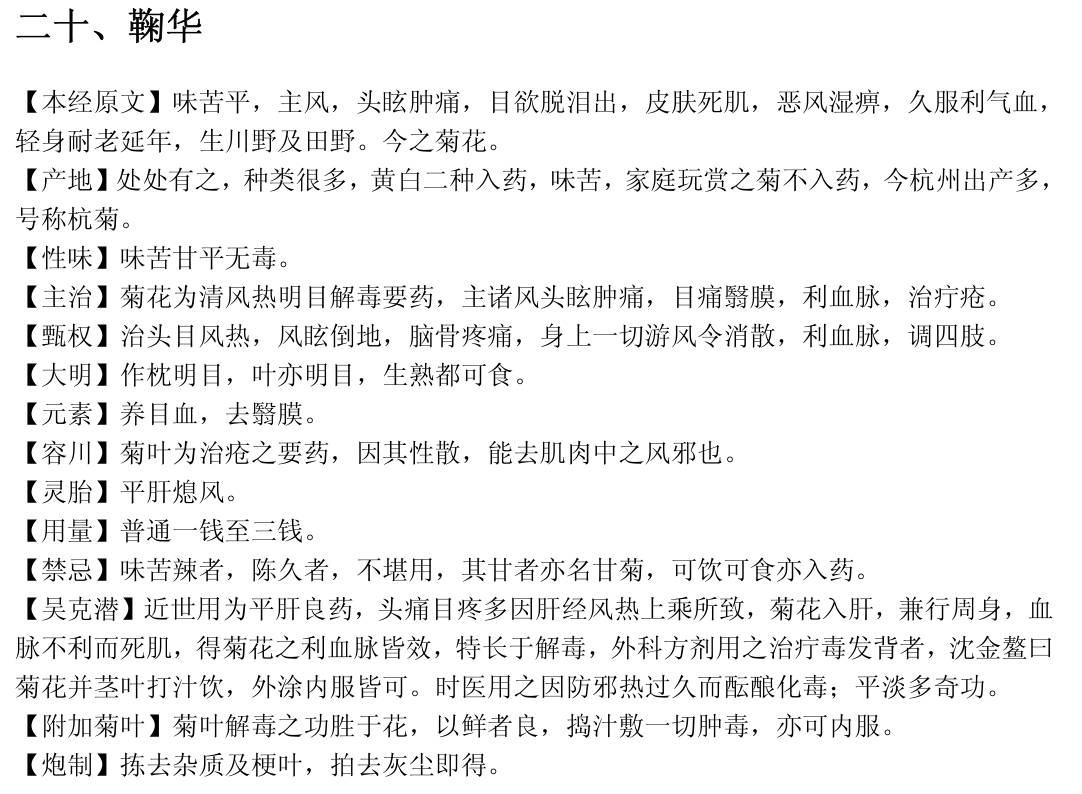 二十、鞠华
【本经原文】味苦平，主风，头眩肿痛，目欲脱泪出，皮肤死肌，恶风湿痹，久服利气血，
轻身耐老延年，生川野及田野。今之菊花。
【产地】处处有之，种类很多，黄白二种入药，味苦，家庭玩赏之菊不入药，今杭州出产多，
号称杭菊。
【性味】味苦甘平无毒。
【主治】菊花为清风热明目解毒要药，主诸风头眩肿痛，目痛翳膜，利血脉，治疔疮。
【甄权】治头目风热，风眩倒地，脑骨疼痛，身上一切游风令消散，利血脉，调四肢。
【大明】作枕明目，叶亦明目，生熟都可食。
【元素】养目血，去翳膜。
【容川】菊叶为治疮之要药，因其性散，能去肌肉中之风邪也。
【灵胎】平肝熄风。
【用量】普通一钱至三钱。
【禁忌】味苦辣者，陈久者，不堪用，其甘者亦名甘菊，可饮可食亦入药。
【吴克潜】近世用为平肝良药，头痛目疼多因肝经风热上乘所致，菊花入肝，兼行周身，血
脉不利而死肌，得菊花之利血脉皆效，特长于解毒，外科方剂用之治疔毒发背者，沈金鳌曰
菊花并茎叶打汁饮，外涂内服皆可。时医用之因防邪热过久而酝酿化毒；平淡多奇功。
【附加菊叶】菊叶解毒之功胜于花，以鲜者良，捣汁敷一切肿毒，亦可内服。
【炮制】拣去杂质及梗叶，拍去灰尘即得。